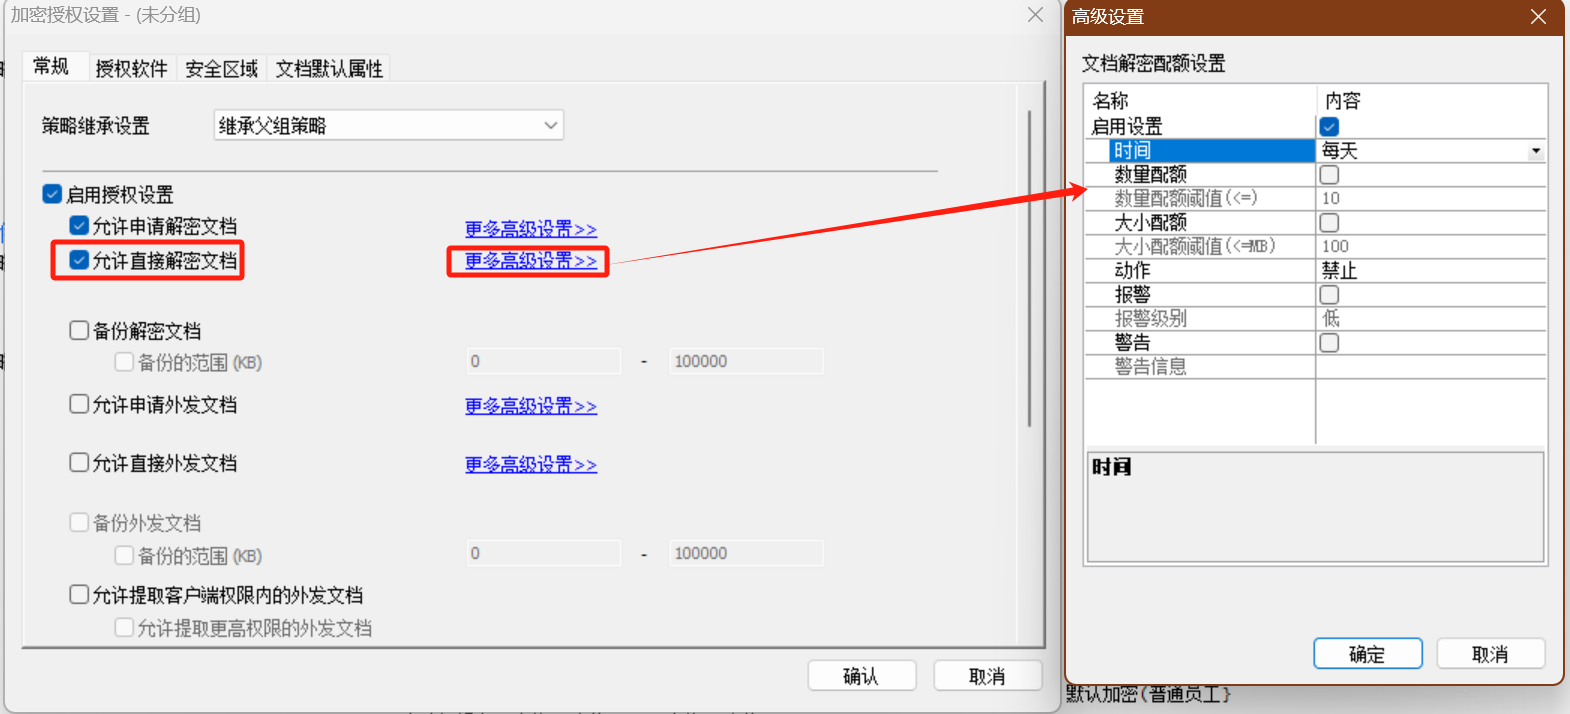 加密授权设置 - (未分组)
常规
授权软件
安全区域
文档默认属性
策略继承设置
继承父组策略
启用授权设置
允许申请解密文档
更多高级设置>>
允许直接解密文档
更多高级设置>>
备份解密文档
备份的范围(KB)
0
-
100000
允许申请外发文档
更多高级设置>>
允许直接外发文档
更多高级设置>>
备份外发文档
备份的范围(KB)
0
-
100000
允许提取客户端权限内的外发文档
允许提取更高权限的外发文档
确认
取消
高级设置
文档解密配额设置
名称
内容
启用设置
时间
每天
数量配额
数量配额阈值(<=)
10
大小配额
大小配额阈值(<=MB)
100
动作
禁止
报警
报警级别
低
警告
警告信息
时间
确定
取消
默认加密(普通员工}